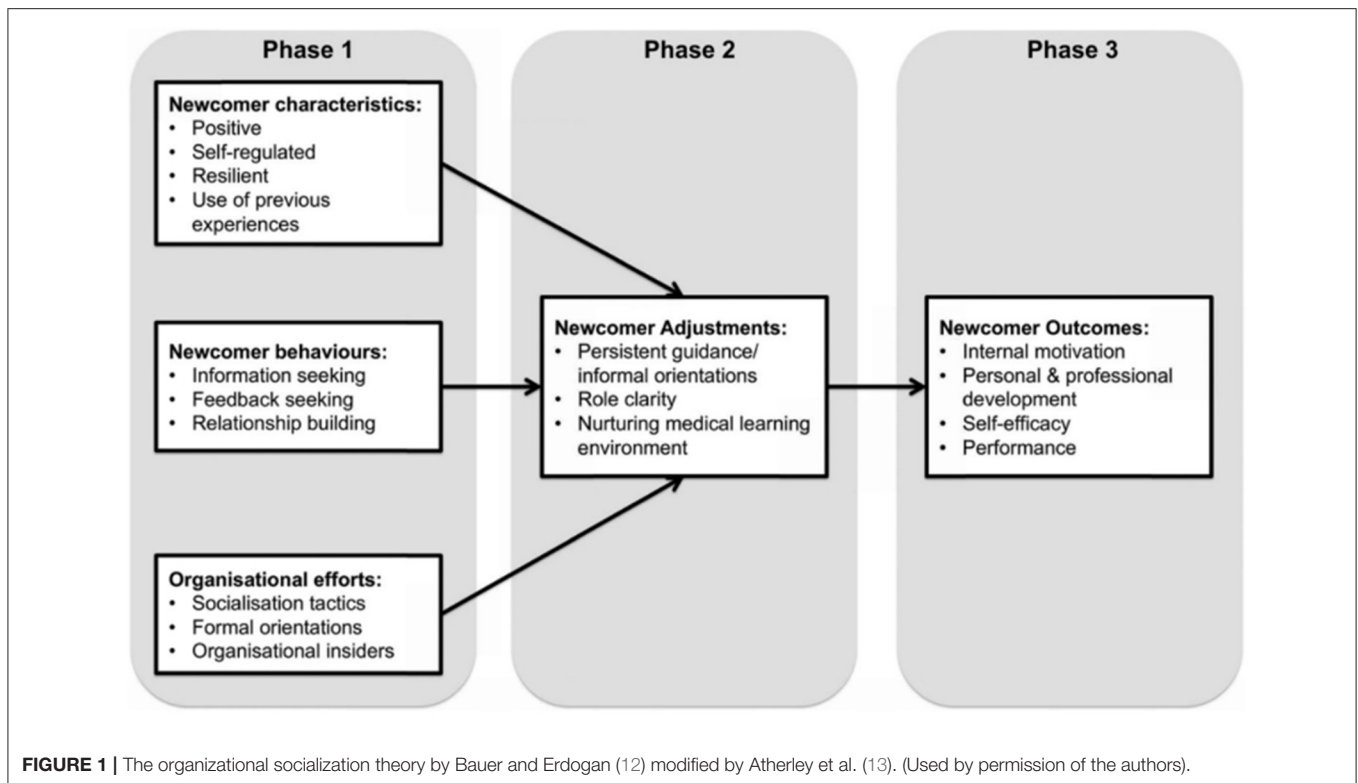 Phase 1
Newcomer characteristics:
• Positive
• Self-regulated
• Resilient
• Use of previous
experiences
Newcomer behaviours:
• Information seeking
• Feedback seeking
• Relationship building
Organisational efforts:
• Socialisation tactics
• Formal orientations
• Organisational insiders
Phase 2
Newcomer Adjustments:
• Persistent guidance/
informal orientations
• Role clarity
• Nurturing medical learning
environment
Phase 3
Newcomer Outcomes:
• Internal motivation
• Personal & professional
development
• Self-efficacy
• Performance
FIGURE 1 | The organizational socialization theory by Bauer and Erdogan (12) modified by Atherley et al. (13). (Used by permission of the authors).